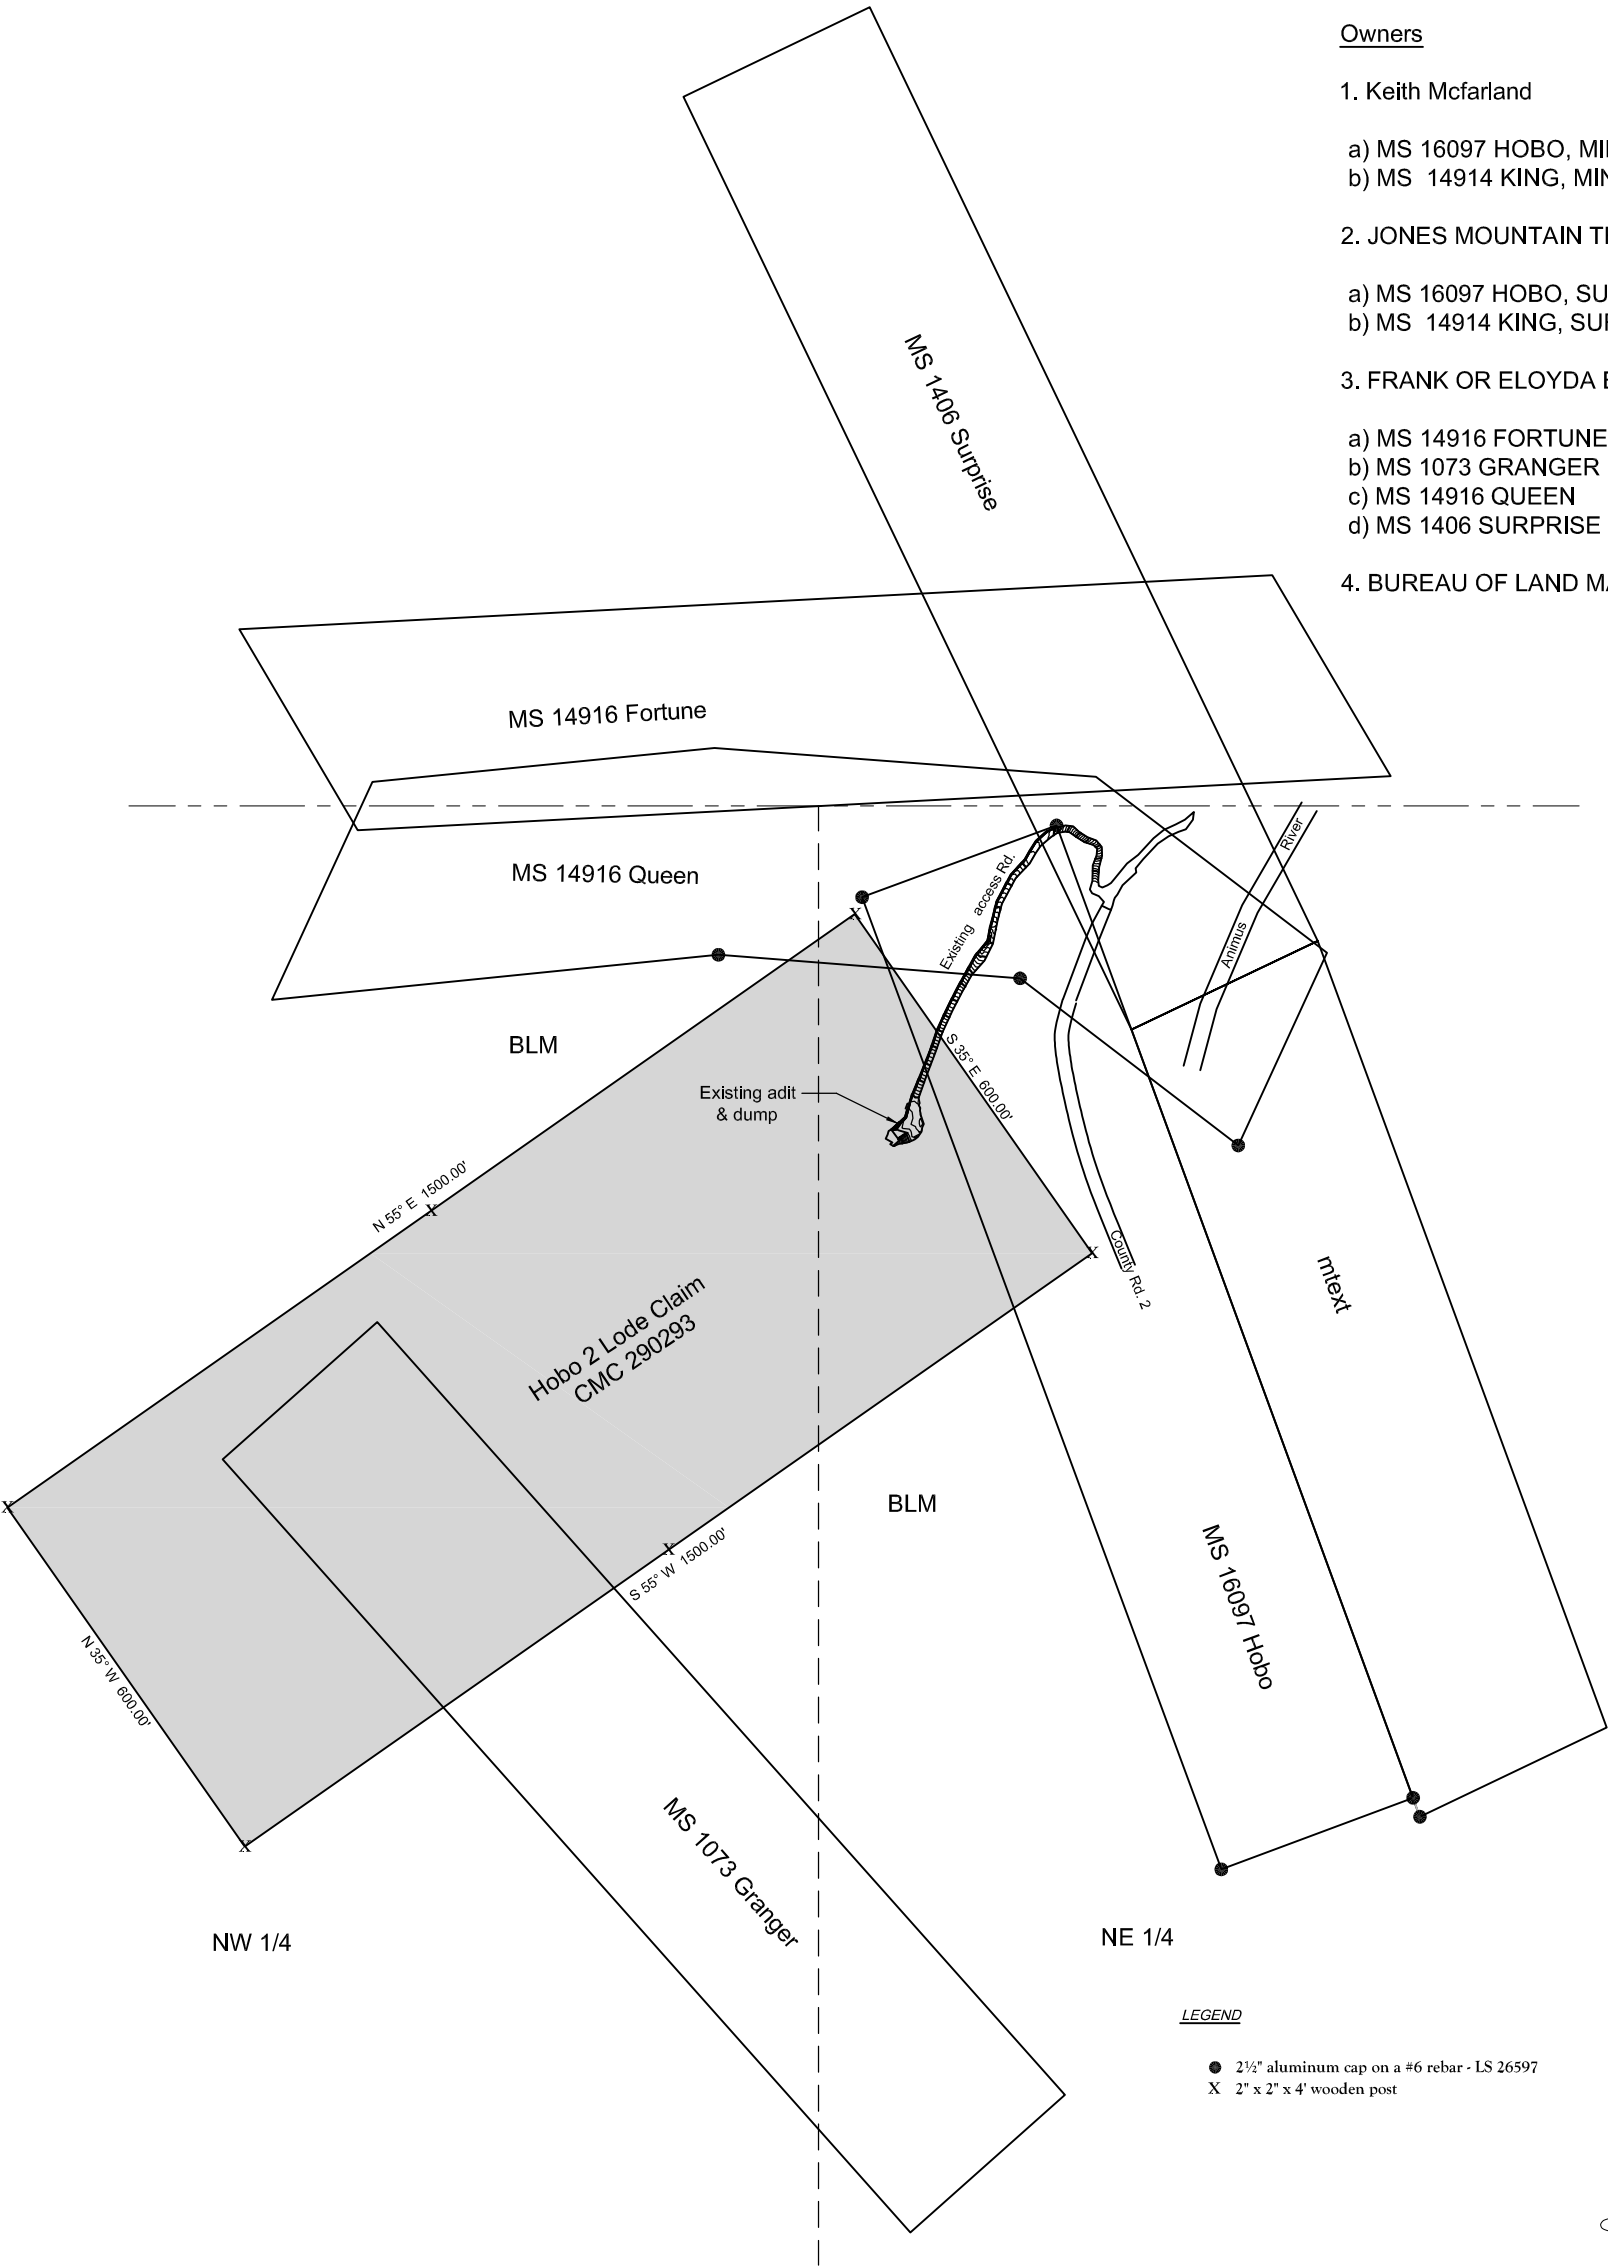 Owners
1. Keith Mcfarland
a) MS 16097 HOBO,
b) MS 14914 KING,
2. JONES MOUNTAIN
a) MS 16097 HOBO,
b) MS 14914 KING,
3. FRANK OR ELOYDA
a) MS 14916 FORTUNE
b) MS 1073 GRANGER
c) MS 14916 QUEEN
d) MS 1406 SURPRISE
4. BUREAU OF LAND
MS 1406 Surprise
MS 14916 Fortune
MS 14916 Queen
Existing access Rd.
River
Animus
BLM
S 35° E 600.00'
Existing adit
& dump
N 55° E 1500.00'
County Rd. 2
mtext
Hobo 2 Lode Claim
CMC 290293
BLM
S 55° W 1500.00'
MS 16097 Hobo
N 35° W 600.00'
MS 1073 Granger
NW 1/4
NE 1/4
LEGEND
2½" aluminum cap on a #6 rebar - LS 26597
X 2" x 2" x 4' wooden post